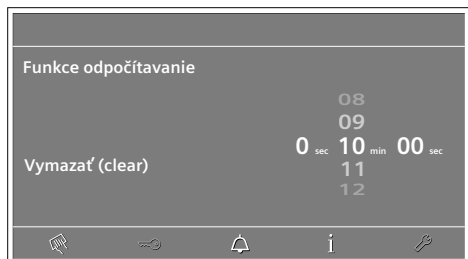 Funkce odpočítavanie
08
09
0 sec 10 min 00 sec
Vymazať (clear)
11
12
i